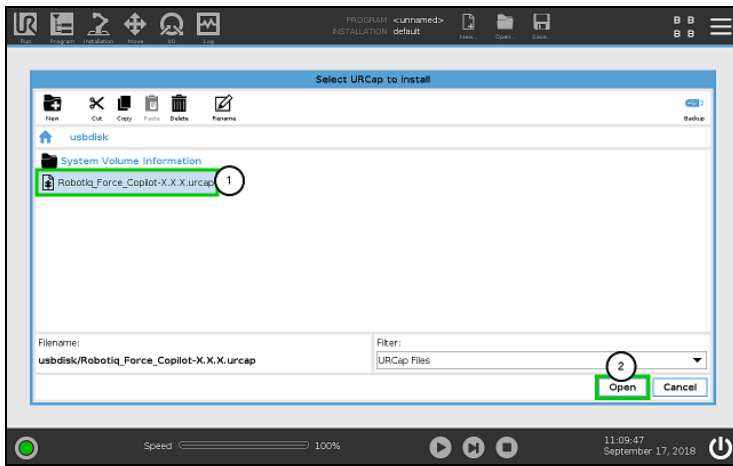 PROGRAM <unnamed>
INSTALLATION default
UR
Run Program Installation Move I/O Log New... Open... Save...
B B
B B
Select URCap to install
New Cut Copy Paste Delete Rename Backup
usbdisk
System Volume Information
Robotiq_Force_Copilot-X.X.X.urcap
1
Filename: Filter:
usbdisk/Robotiq_Force_Copilot-X.X.X.urcap URCap Files
2
Open Cancel
Speed 100% 11:09:47
September 17, 2018